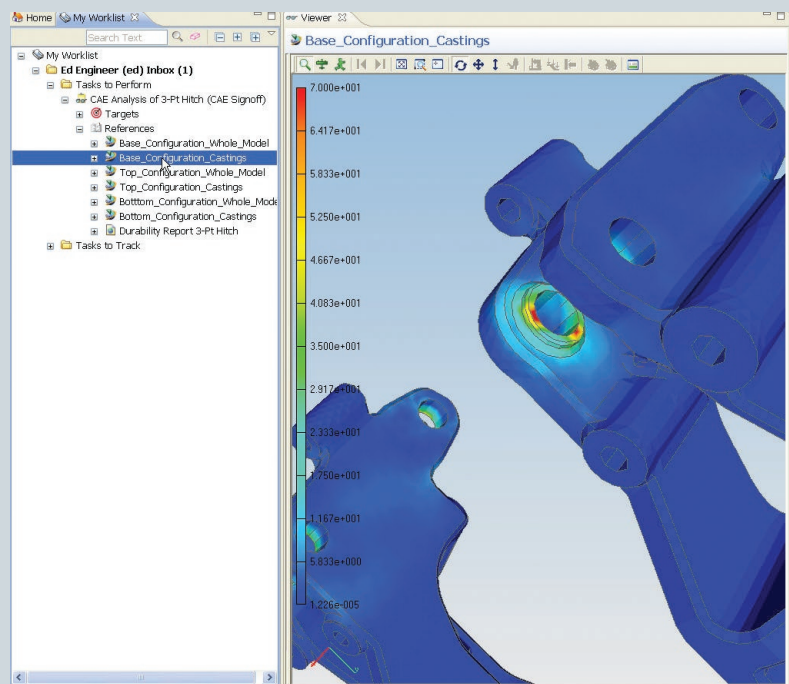 Home
My Worklist
Search Text
My Worklist
Ed Engineer (ed) Inbox (1)
Tasks to Perform
CAE Analysis of 3-Pt Hitch (CAE Signoff)
Targets
References
Base_Configuration_Whole_Model
Base_Configuration_Castings
Top_Configuration_Whole_Model
Top_Configuration_Castings
Botttom_Configuration_Whole_Mode
Bottom_Configuration_Castings
Durability Report 3-Pt Hitch
Tasks to Track
Viewer
Base_Configuration_Castings
7.000e+001
6.417e+001
5.833e+001
5.250e+001
4.667e+001
4.083e+001
3.500e+001
2.917e+001
2.333e+001
1.750e+001
1.167e+001
5.833e+000
1.226e-005